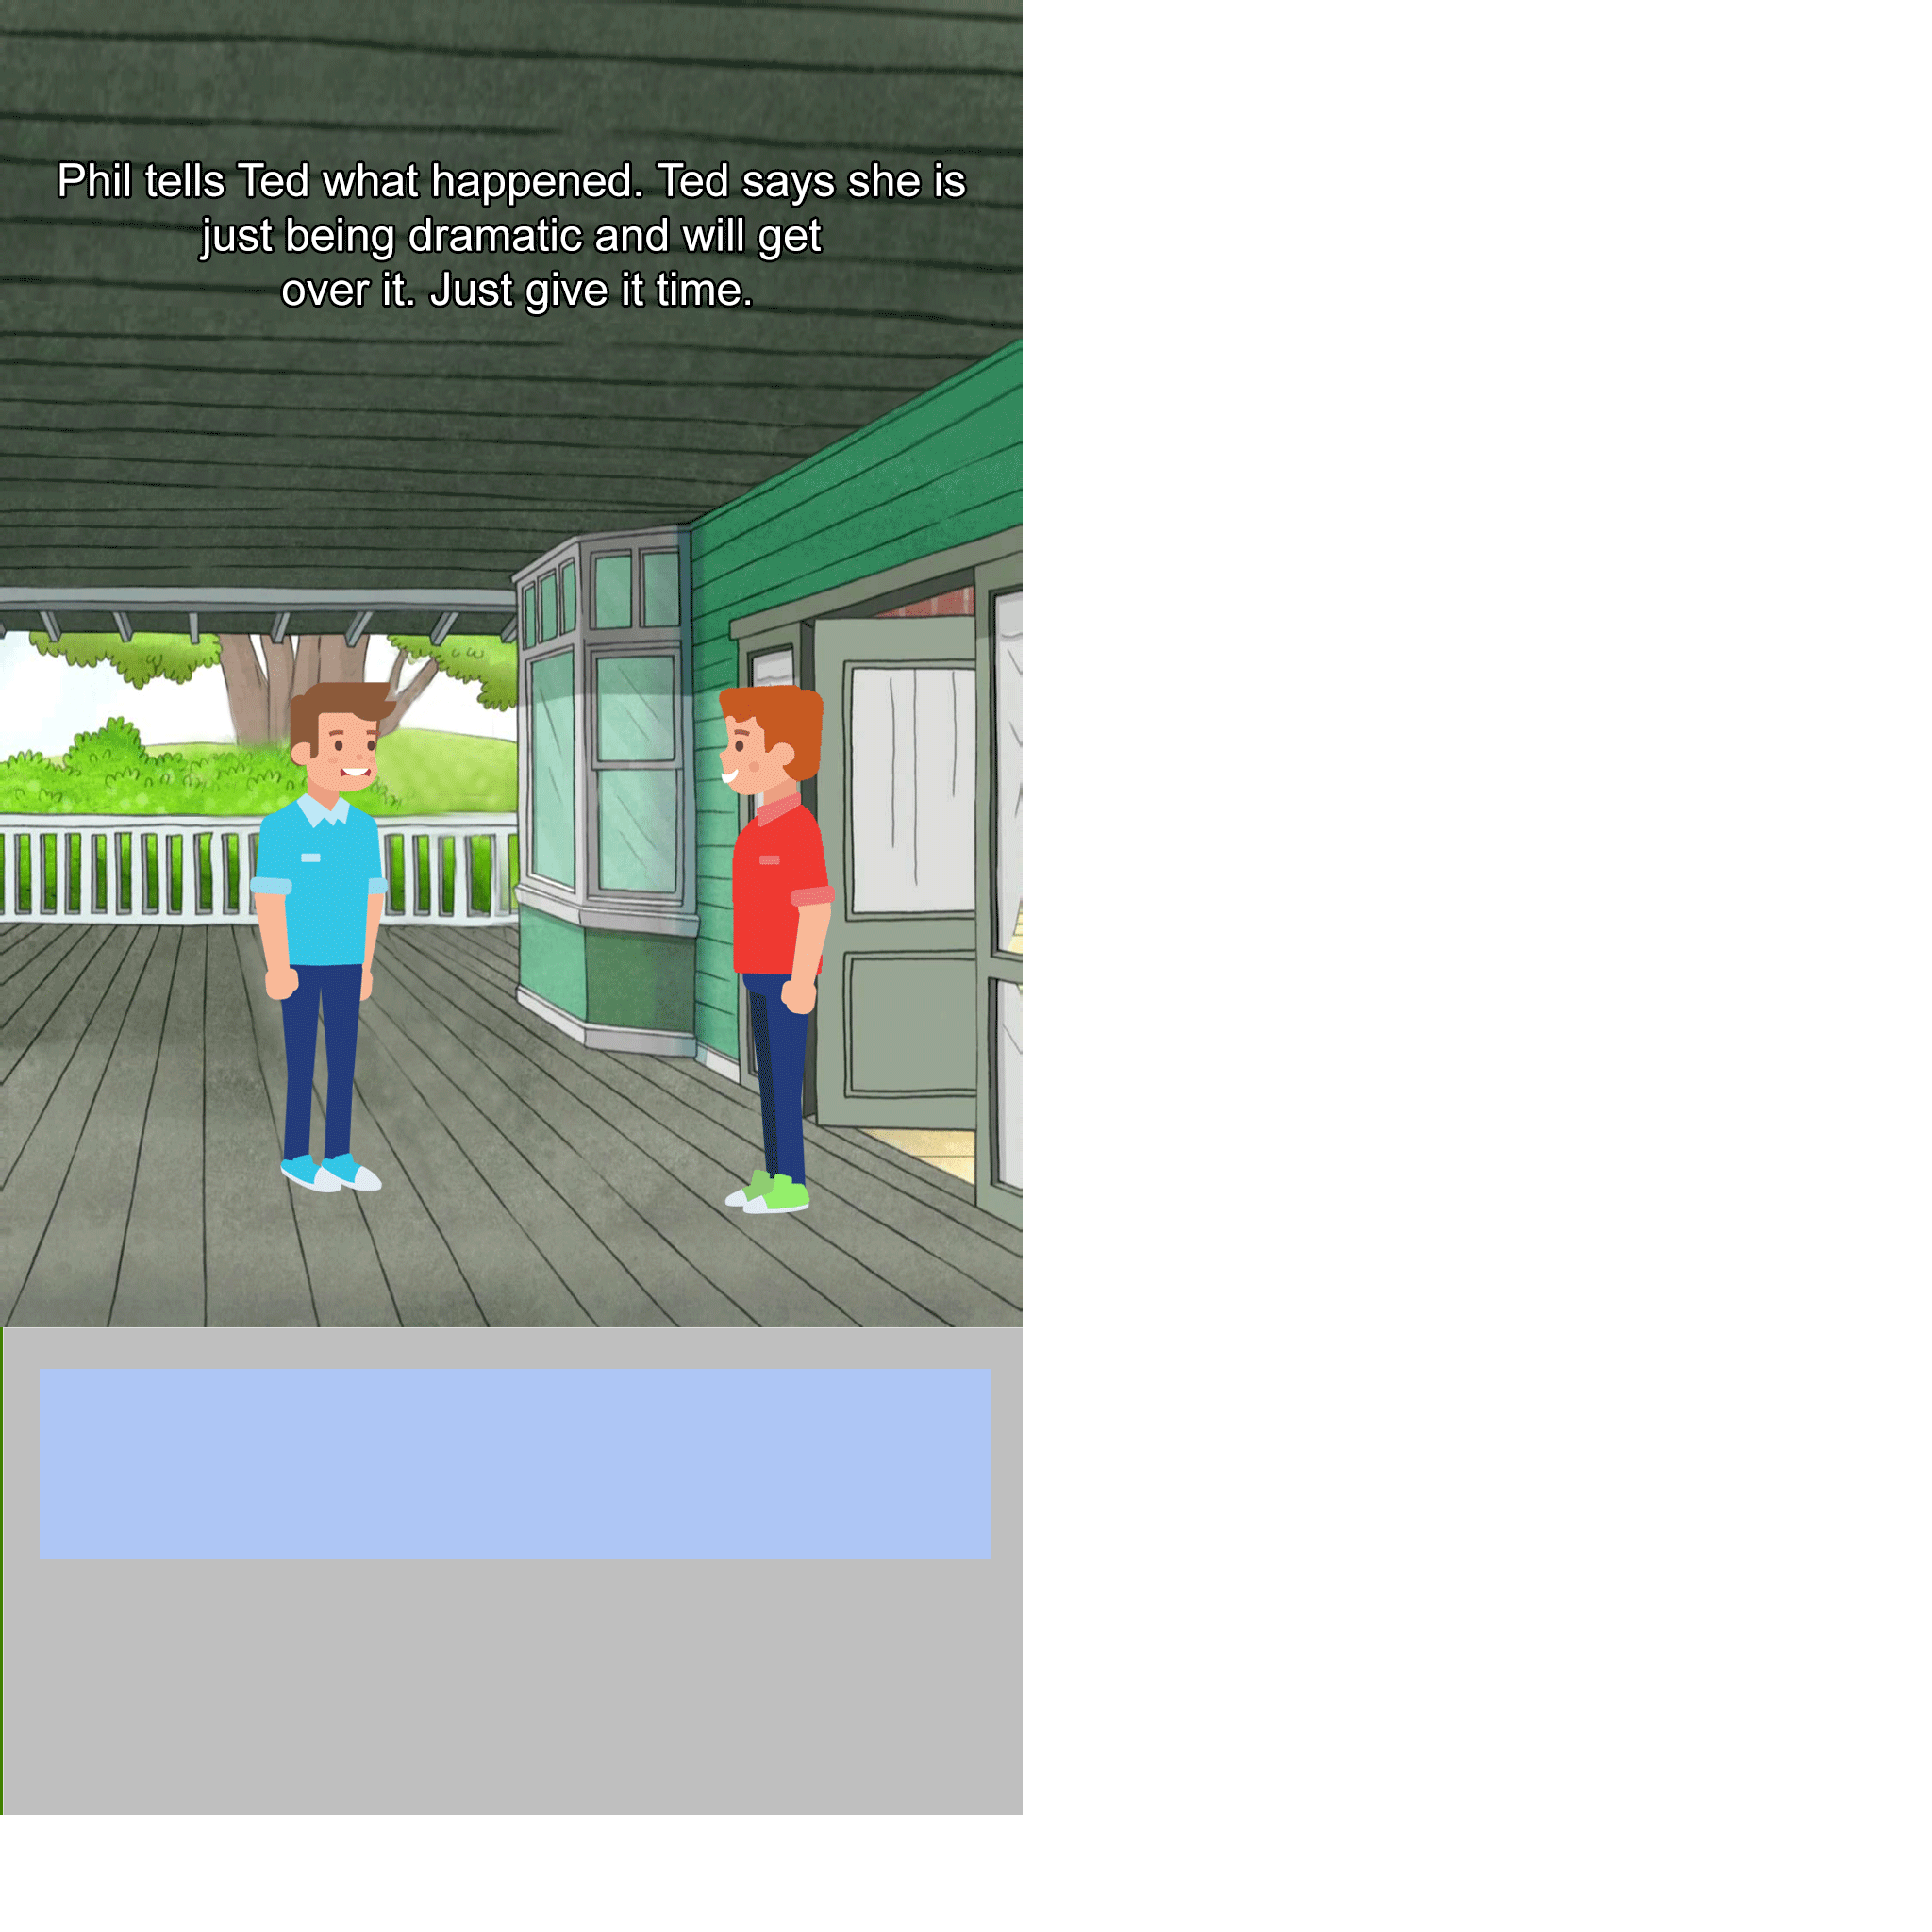 Phil tells Ted what happened. Ted says she is
just being dramatic and will get
over it. Just give it time.